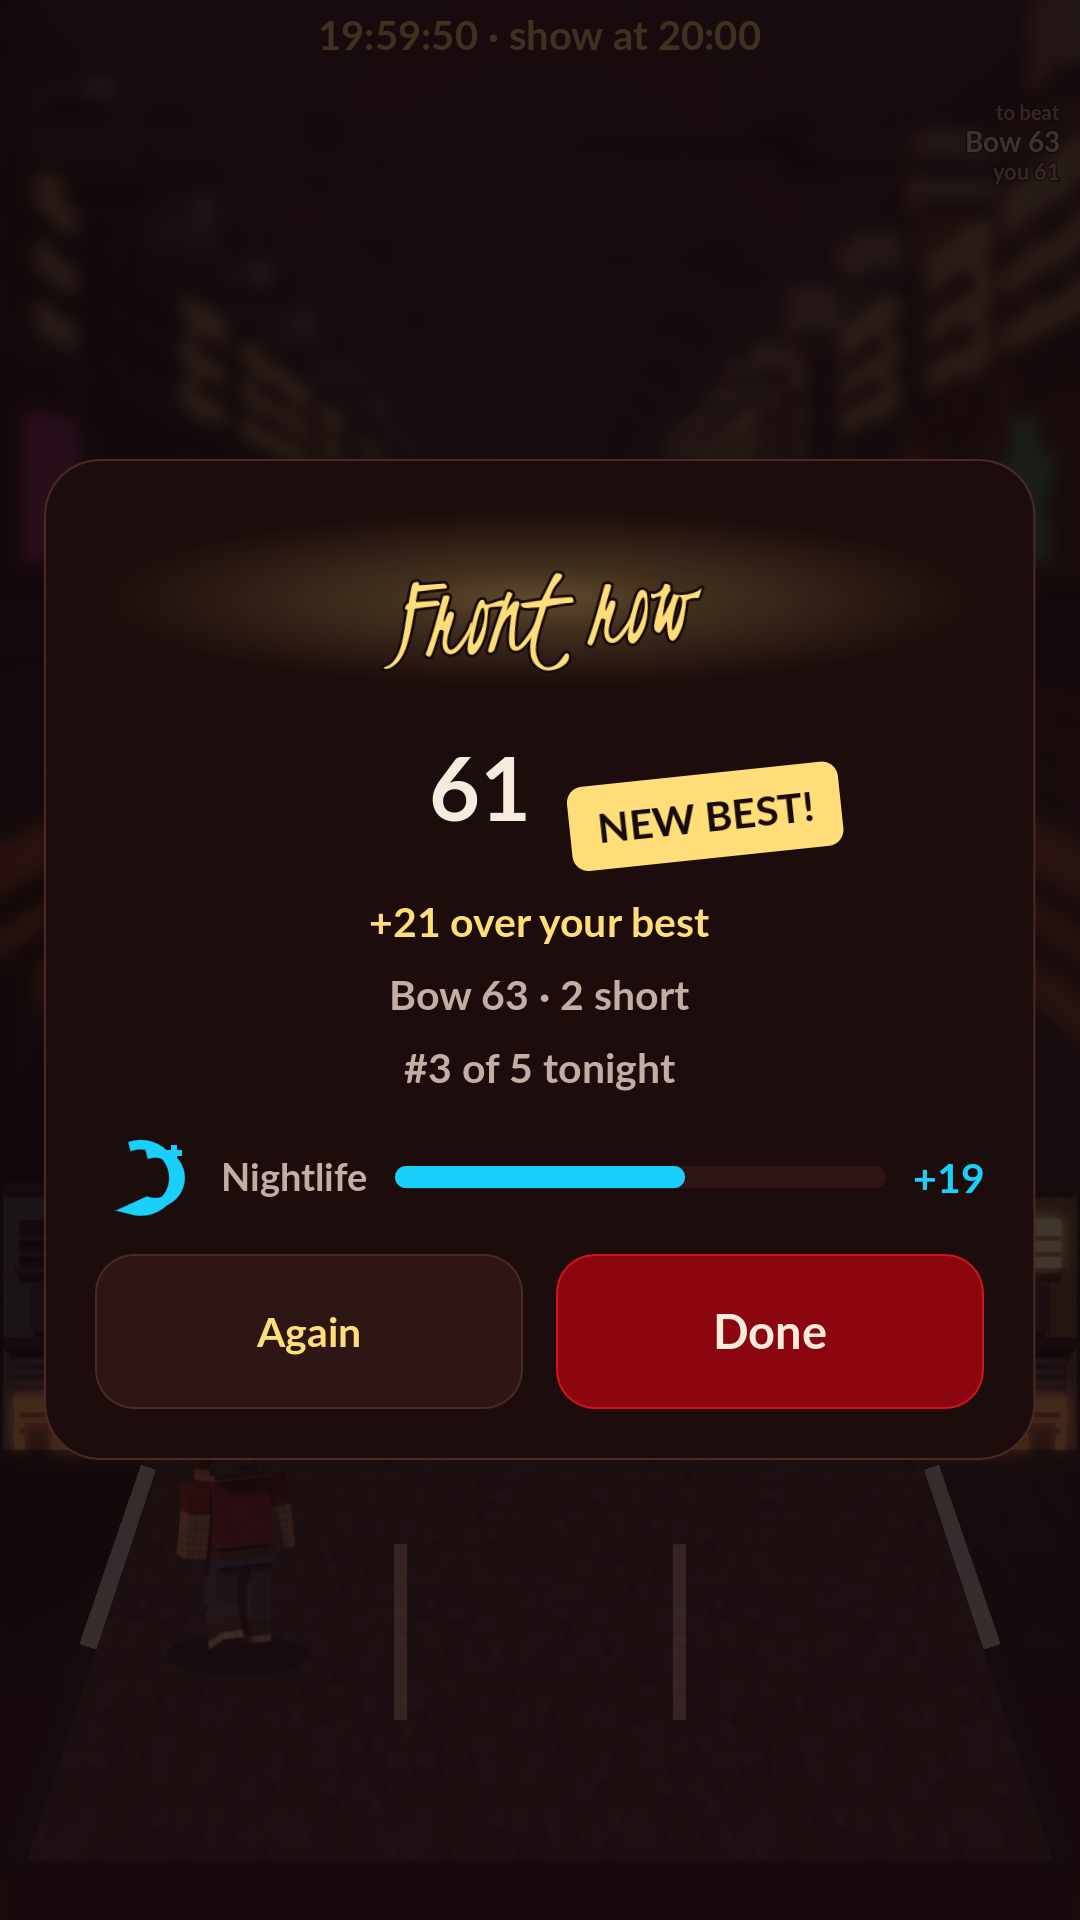 19:59:50 · show at 20:00
to beat
Bow 63
you 61
Front row
61
NEW BEST!
+21 over your best
Bow 63 · 2 short
#3 of 5 tonight
Nightlife
+19
Again
Done